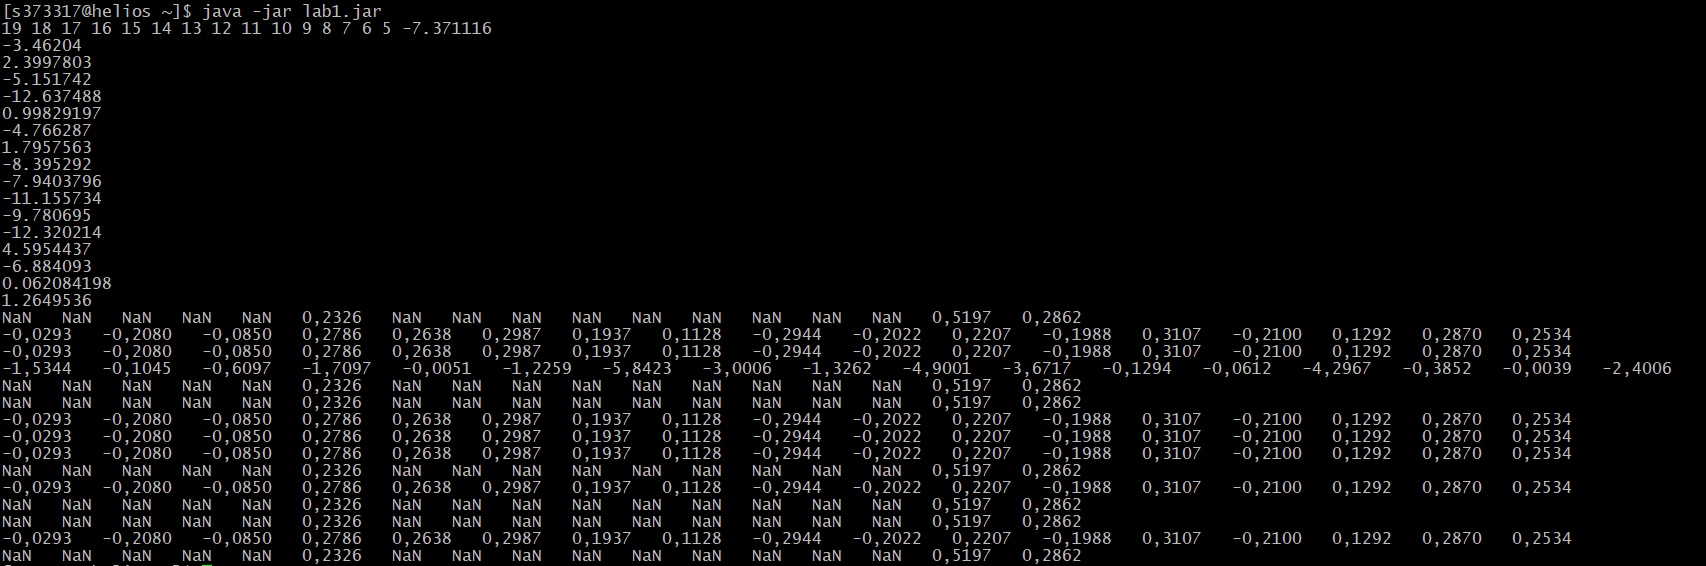 [s373317@helios ~]$ java -jar lab1.jar
19 18 17 16 15 14 13 12 11 10 9 8 7 6 5 -7.371116
-3.46204
2.3997803
-5.151742
-12.637488
0.99829197
-4.766287
1.7957563
-8.395292
-7.9403796
-11.155734
-9.780695
-12.320214
4.5954437
-6.884093
0.062084198
1.2649536
NaN NaN NaN NaN NaN 0,2326 NaN NaN NaN NaN NaN NaN NaN NaN NaN 0,5197 0,2862
-0,0293 -0,2080 -0,0850 0,2786 0,2638 0,2987 0,1937 0,1128 -0,2944 -0,2022 0,2207 -0,1988 0,3107 -0,2100 0,1292 0,2870 0,2534
-0,0293 -0,2080 -0,0850 0,2786 0,2638 0,2987 0,1937 0,1128 -0,2944 -0,2022 0,2207 -0,1988 0,3107 -0,2100 0,1292 0,2870 0,2534
-1,5344 -0,1045 -0,6097 -1,7097 -0,0051 -1,2259 -5,8423 -3,0006 -1,3262 -4,9001 -3,6717 -0,1294 -0,0612 -4,2967 -0,3852 -0,0039 -2,4006
NaN NaN NaN NaN NaN 0,2326 NaN NaN NaN NaN NaN NaN NaN NaN NaN 0,5197 0,2862
NaN NaN NaN NaN NaN 0,2326 NaN NaN NaN NaN NaN NaN NaN NaN NaN 0,5197 0,2862
-0,0293 -0,2080 -0,0850 0,2786 0,2638 0,2987 0,1937 0,1128 -0,2944 -0,2022 0,2207 -0,1988 0,3107 -0,2100 0,1292 0,2870 0,2534
-0,0293 -0,2080 -0,0850 0,2786 0,2638 0,2987 0,1937 0,1128 -0,2944 -0,2022 0,2207 -0,1988 0,3107 -0,2100 0,1292 0,2870 0,2534
-0,0293 -0,2080 -0,0850 0,2786 0,2638 0,2987 0,1937 0,1128 -0,2944 -0,2022 0,2207 -0,1988 0,3107 -0,2100 0,1292 0,2870 0,2534
NaN NaN NaN NaN NaN 0,2326 NaN NaN NaN NaN NaN NaN NaN NaN NaN 0,5197 0,2862
-0,0293 -0,2080 -0,0850 0,2786 0,2638 0,2987 0,1937 0,1128 -0,2944 -0,2022 0,2207 -0,1988 0,3107 -0,2100 0,1292 0,2870 0,2534
NaN NaN NaN NaN NaN 0,2326 NaN NaN NaN NaN NaN NaN NaN NaN NaN 0,5197 0,2862
NaN NaN NaN NaN NaN 0,2326 NaN NaN NaN NaN NaN NaN NaN NaN NaN 0,5197 0,2862
-0,0293 -0,2080 -0,0850 0,2786 0,2638 0,2987 0,1937 0,1128 -0,2944 -0,2022 0,2207 -0,1988 0,3107 -0,2100 0,1292 0,2870 0,2534
NaN NaN NaN NaN NaN 0,2326 NaN NaN NaN NaN NaN NaN NaN NaN NaN 0,5197 0,2862